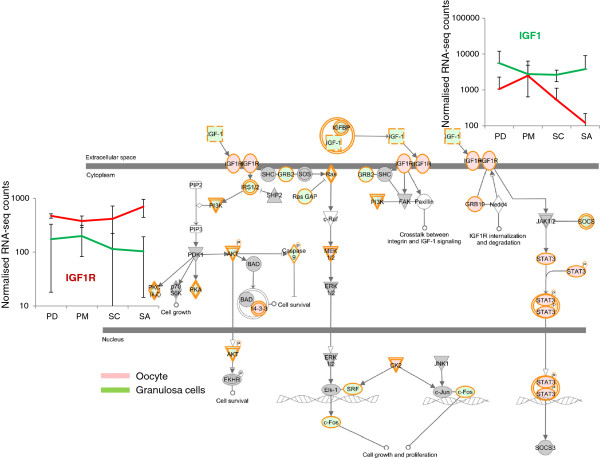 IGF1
Normalised RNA-seq counts
100000
10000
1000
100
PD PM SC SA
IGF1R
Normalised RNA-seq counts
1000
100
10
PD PM SC SA
Extracellular space
Cytoplasm
Nucleus
IGF-1
IGFBP
IGF-1
IGF-1
IGF-1
IGF1R IGF1R
IGF1R IGF1R
IGF1R IGF1R
SHC GRB2 SOS Ras
GRB2 SHC
PIP2
IRS1/2
PI3K
SHP2
Ras GAP
PI3K FAK Paxillin
GRB10 Nedd4
PIP3
c-Raf
Crosstalk between
integrin and IGF-1 signaling
IGF1R internalization
and degradation
JAK1/2
SOCS
PDK1
AKT
BAD
MEK
1/2
STAT3
STAT3
p70
S6K
PKA
Cell growth
BAD
14-3-3
Cell survival
ERK
1/2
STAT3
STAT3
AKT
FKHR
Cell survival
ERK
1/2
Elk-1
SRF
CK2
JNK1
c-Jun
c-Fos
c-Fos
Cell growth and proliferation
STAT3
STAT3
SOCS3
Oocyte
Granulosa cells